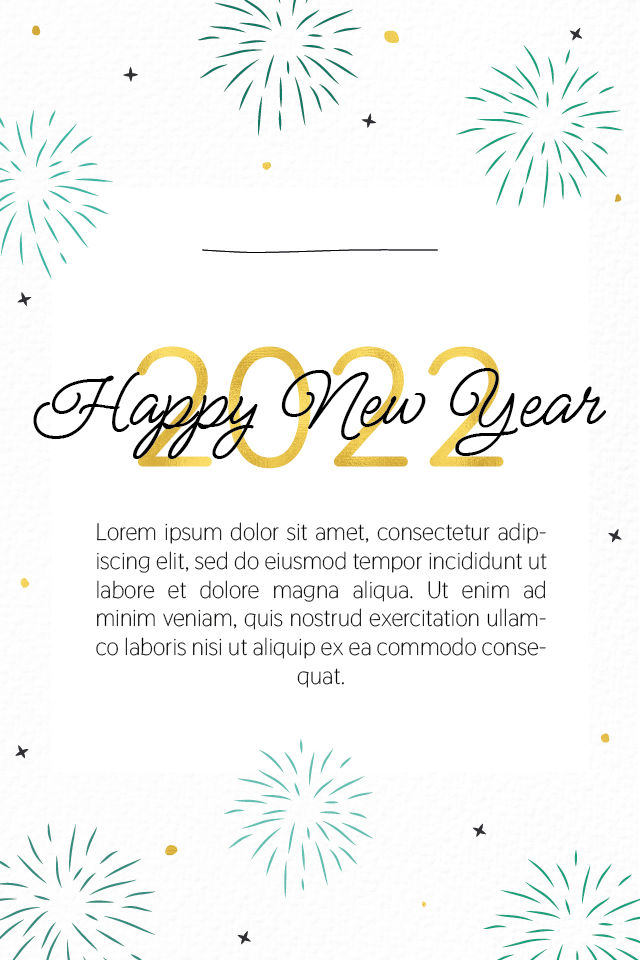 2022
Happy New Year
Lorem ipsum dolor sit amet, consectetur adip-
iscing elit, sed do eiusmod tempor incididunt ut
labore et dolore magna aliqua. Ut enim ad
minim veniam, quis nostrud exercitation ullam-
co laboris nisi ut aliquip ex ea commodo conse-
quat.